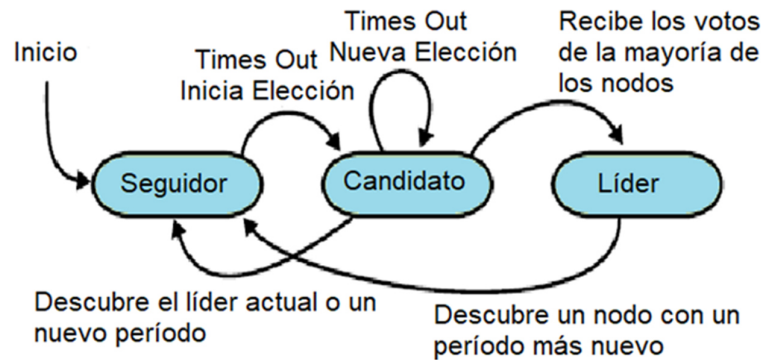 Inicio
Times Out
Inicia Elección
Times Out
Nueva Elección
Recibe los votos
de la mayoría de
los nodos
Seguidor
Candidato
Líder
Descubre el líder actual o un
nuevo período
Descubre un nodo con un
período más nuevo